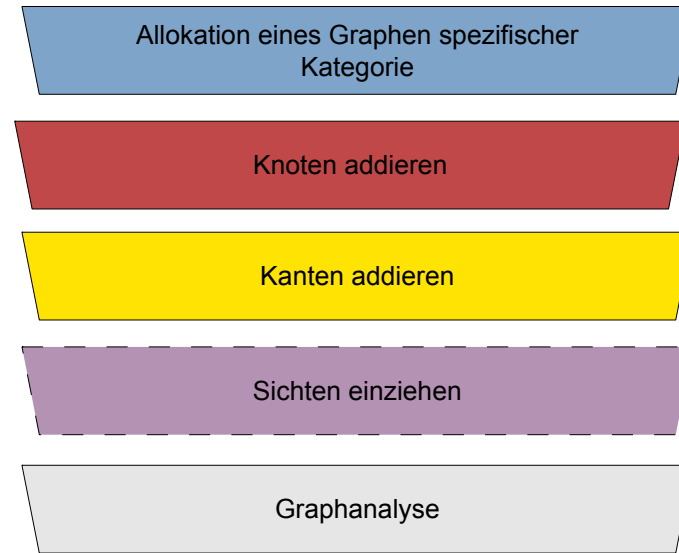 Allokation eines Graphen spezifischer
Kategorie
Knoten addieren
Kanten addieren
Sichten einziehen
Graphanalyse